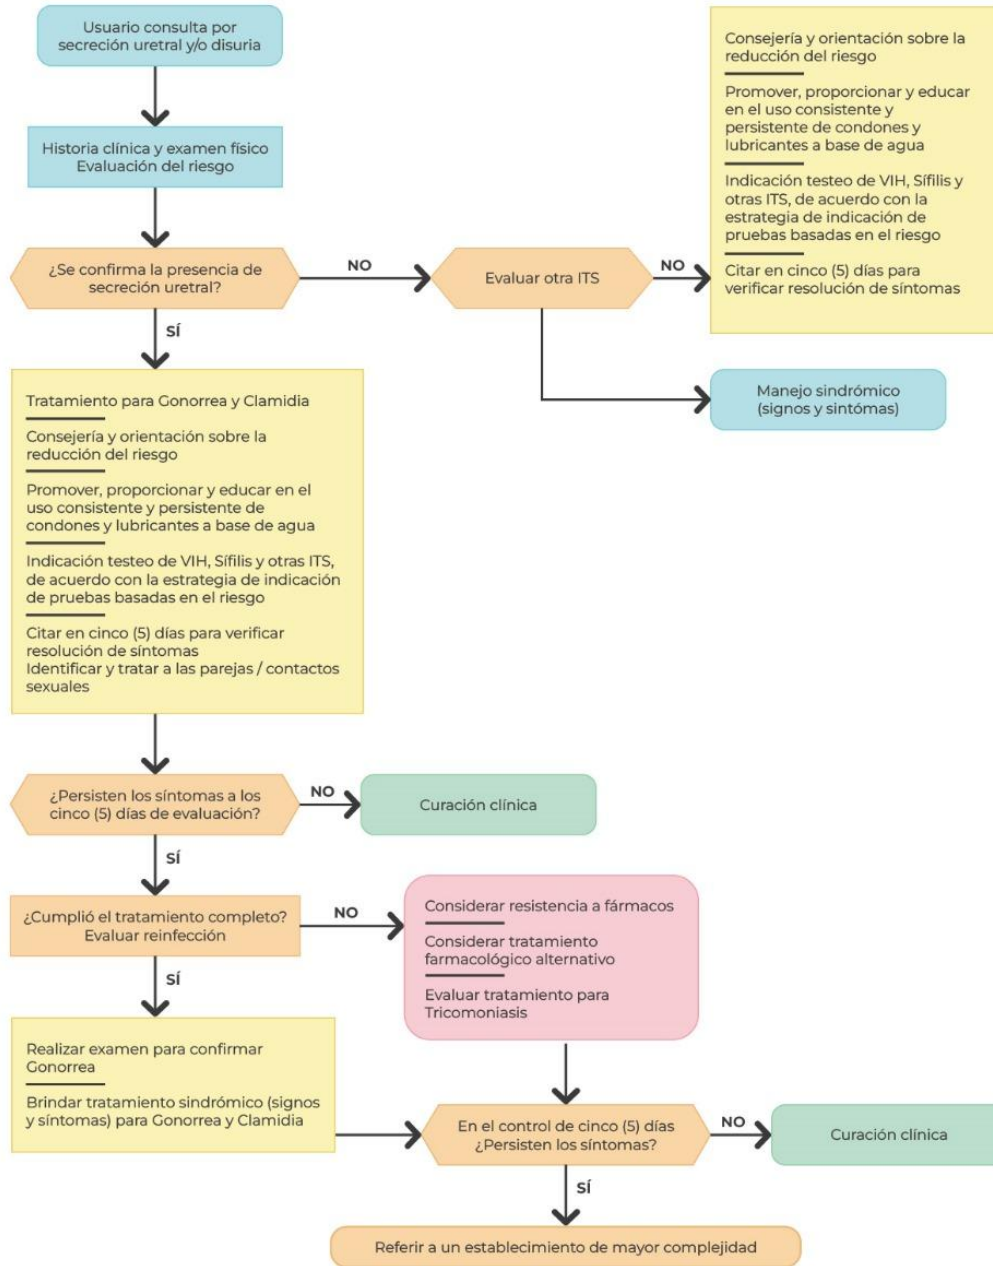 Usuario consulta por
secreción uretral y/o disuria
Historia clínica y examen físico
Evaluación del riesgo
¿Se confirma la presencia de
secreción uretral?
NO
Evaluar otra ITS
NO
Consejería y orientación sobre la
reducción del riesgo
Promover, proporcionar y educar
en el uso consistente y
persistente de condones y
lubricantes a base de agua
Indicación testeo de VIH, Sífilis y
otras ITS, de acuerdo con la
estrategia de indicación de
pruebas basadas en el riesgo
Citar en cinco (5) días para
verificar resolución de síntomas
Manejo sindrómico
(signos y sintómas)
SÍ
Tratamiento para Gonorrea y Clamidia
Consejería y orientación sobre la
reducción del riesgo
Promover, proporcionar y educar en el
uso consistente y persistente de
condones y lubricantes a base de agua
Indicación testeo de VIH, Sífilis y otras ITS,
de acuerdo con la estrategia de indicación
de pruebas basadas en el riesgo
Citar en cinco (5) días para verificar
resolución de síntomas
Identificar y tratar a las parejas / contactos
sexuales
¿Persisten los síntomas a los
cinco (5) días de evaluación?
NO
Curación clínica
SÍ
¿Cumplió el tratamiento completo?
Evaluar reinfección
NO
Considerar resistencia a fármacos
Considerar tratamiento
farmacológico alternativo
Evaluar tratamiento para
Tricomoniasis
SÍ
Realizar examen para confirmar
Gonorrea
Brindar tratamiento sindrómico (signos
y síntomas) para Gonorrea y Clamidia
En el control de cinco (5) días
¿Persisten los síntomas?
NO
Curación clínica
SÍ
Referir a un establecimiento de mayor complejidad